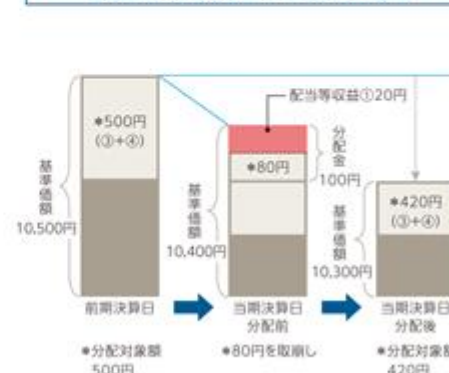 配当等収益①20円
*500円
(③+④)
分配金
100円
*80円
基準価額
10,500円
基準価額
10,400円
*420円
(③+④)
基準価額
10,300円
前期決算日
当期決算日
分配前
当期決算日
分配後
*分配対象額
500円
*80円を取崩し
*分配対象額
420円